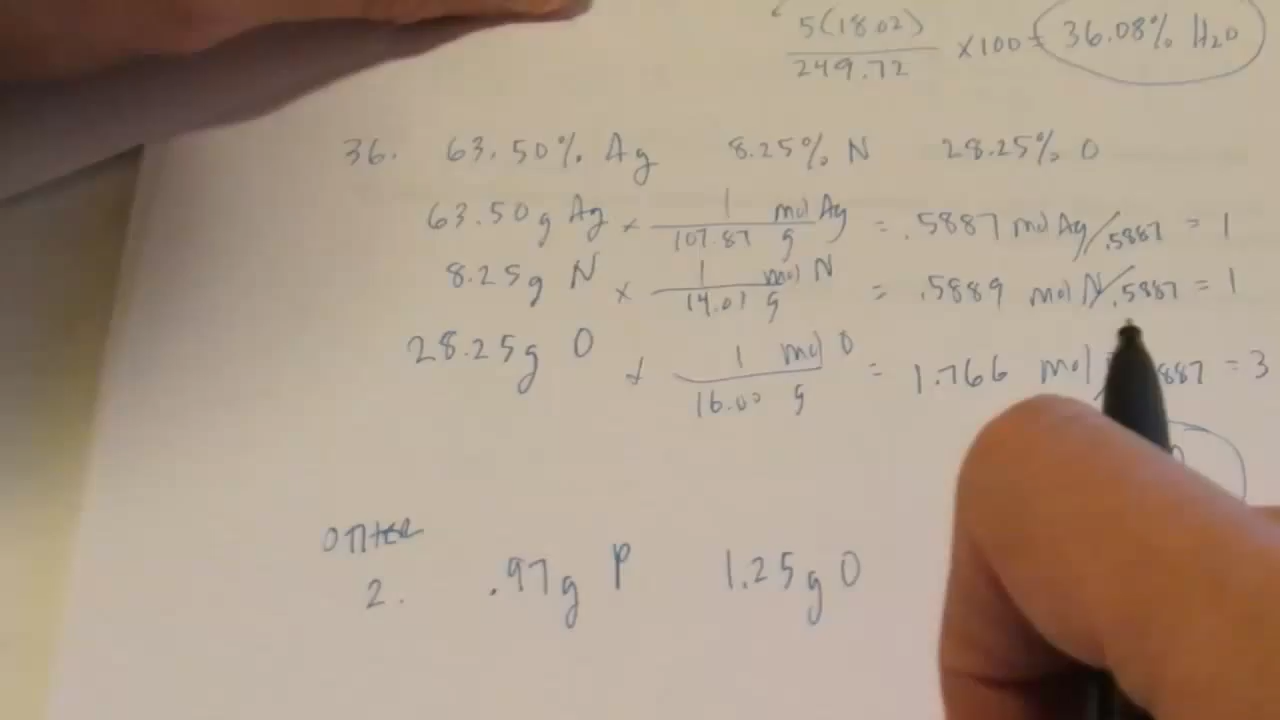 5(18.02)
249.72 ×100 = 36.08% H2O
36. 63.50% Ag 8.25% N 28.25% O
63.50g Ag × 1 mol Ag / 107.87 g = .5887 mol Ag/.5887 = 1
8.25g N × 1 mol N / 14.01 g = .5889 mol N/.5887 = 1
28.25g O × 1 mol O / 16.00 g = 1.766 mol 887 = 3
OTHER
2. .97g P 1.25g O